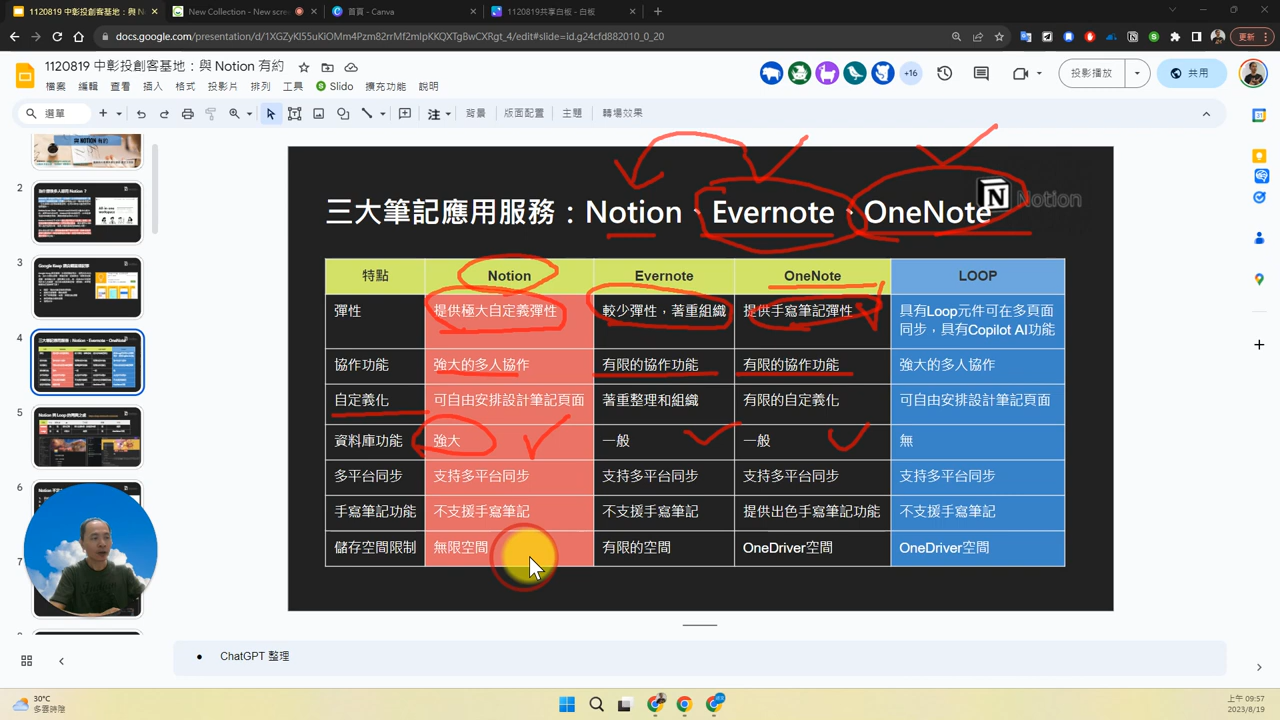 1120819 中彰投創客基地：與 N
New Collection - New scre
首頁 - Canva
1120819共享白板 - 白板
docs.google.com/presentation/d/1XGZyKI55uKiOMm4Pzm82rrMf2mIpKKQXTgBwCXRgt_4/edit#slide=id.g24cfd882010_0_20
更新
1120819 中彰投創客基地：與 Notion 有約
檔案 編輯 查看 插入 格式 投影片 排列 工具 Slido 擴充功能 說明
+16
投影播放
共用
選單
注
背景 版面配置 主題 轉場效果
與 NOTION 有約
2
3
4
5
6
7
三大筆記應用服務：Notion、Evernote、OneNote
Notion
特點 Notion Evernote OneNote LOOP
彈性 提供極大自定義彈性 較少彈性，著重組織 提供手寫筆記彈性 具有Loop元件可在多頁面
同步，具有Copilot AI功能
協作功能 強大的多人協作 有限的協作功能 有限的協作功能 強大的多人協作
自定義化 可自由安排設計筆記頁面 著重整理和組織 有限的自定義化 可自由安排設計筆記頁面
資料庫功能 強大 一般 一般 無
多平台同步 支持多平台同步 支持多平台同步 支持多平台同步 支持多平台同步
手寫筆記功能 不支援手寫筆記 不支援手寫筆記 提供出色手寫筆記功能 不支援手寫筆記
儲存空間限制 無限空間 有限的空間 OneDriver空間 OneDriver空間
ChatGPT 整理
30°C
多雲時陰
上午 09:57
2023/8/19